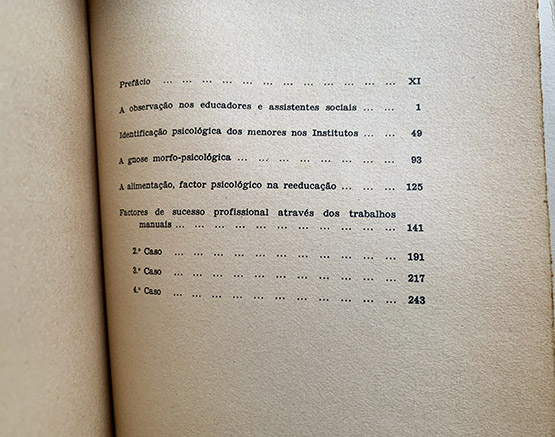 Prefácio ... ... ... ... ... ... ... ... ... ... ... ... XI
A observação nos educadores e assistentes sociais ... ... 1
Identificação psicológica dos menores nos Institutos ... ... 49
A gnose morfo-psicológica ... ... ... ... ... ... ... ... 93
A alimentação, factor psicológico na reeducação ... ... ... 125
Factores de sucesso profissional através dos trabalhos
manuais ... ... ... ... ... ... ... ... ... ... ... 141
2.º Caso ... ... ... ... ... ... ... ... ... ... ... 191
3.º Caso ... ... ... ... ... ... ... ... ... ... ... 217
4.º Caso ... ... ... ... ... ... ... ... ... ... ... 243